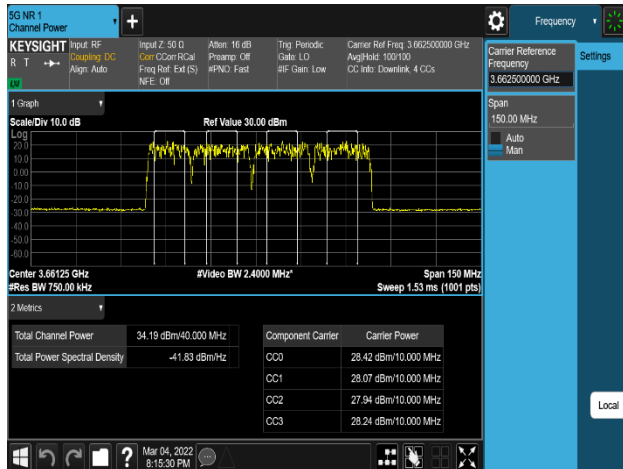 5G NR 1
Channel Power
Frequency
KEYSIGHT
R T
Input: RF
Coupling: DC
Align: Auto
Input Z: 50 Ω
Corr CCorr RCal
Freq Ref: Ext (S)
NFE: Off
Atten: 16 dB
Preamp: Off
#PNO: Fast
Trig: Periodic
Gate: LO
#IF Gain: Low
Carrier Ref Freq: 3.662500000 GHz
Avg|Hold: 100/100
CC Info: Downlink, 4 CCs
Carrier Reference
Frequency
3.662500000 GHz
Settings
Span
150.00 MHz
Auto
Man
1 Graph
Scale/Div 10.0 dB
Ref Value 30.00 dBm
Log
20.0
10.0
0.00
-10.0
-20.0
-30.0
-40.0
-50.0
-60.0
Center 3.66125 GHz
#Video BW 2.4000 MHz*
Span 150 MHz
#Res BW 750.00 kHz
Sweep 1.53 ms (1001 pts)
2 Metrics
Total Channel Power 34.19 dBm/40.000 MHz
Total Power Spectral Density -41.83 dBm/Hz
Component Carrier Carrier Power
CC0 28.42 dBm/10.000 MHz
CC1 28.07 dBm/10.000 MHz
CC2 27.94 dBm/10.000 MHz
CC3 28.24 dBm/10.000 MHz
Local
?
Mar 04, 2022
8:15:30 PM